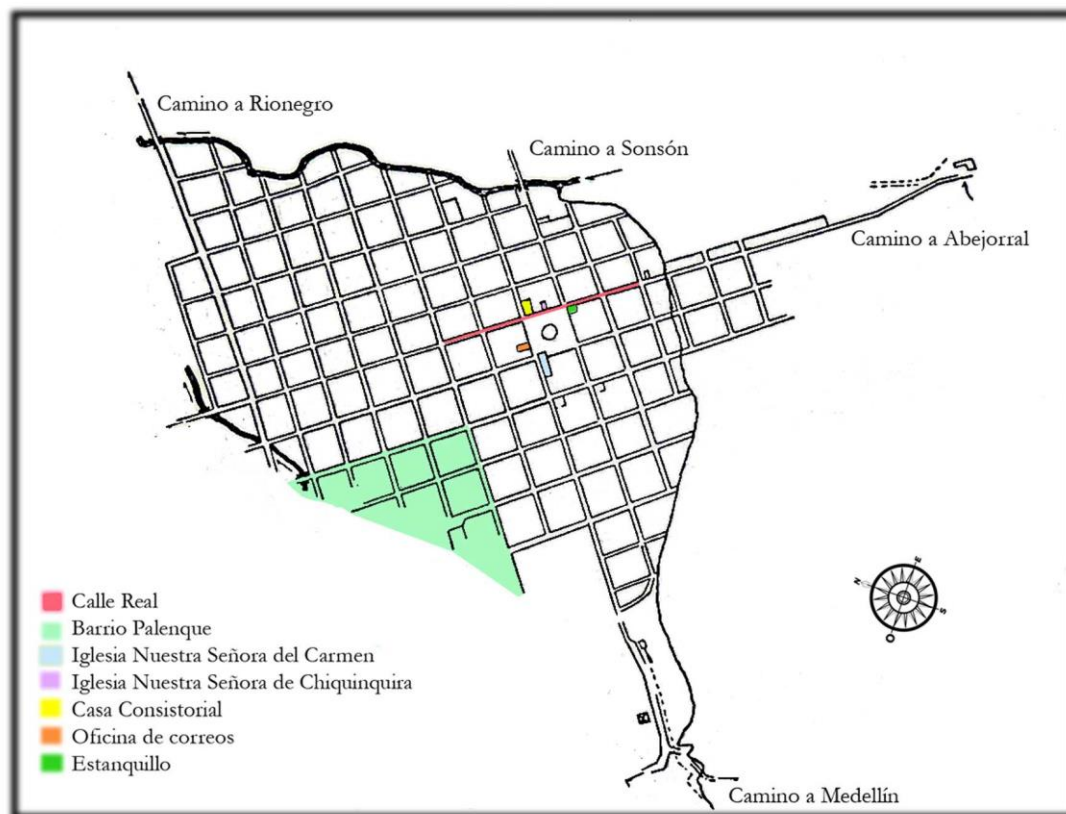 Camino a Rionegro
Camino a Sonsón
Camino a Abejorral
N
E
S
O
Calle Real
Barrio Palenque
Iglesia Nuestra Señora del Carmen
Iglesia Nuestra Señora de Chiquinquira
Casa Consistorial
Oficina de correos
Estanquillo
Camino a Medellín